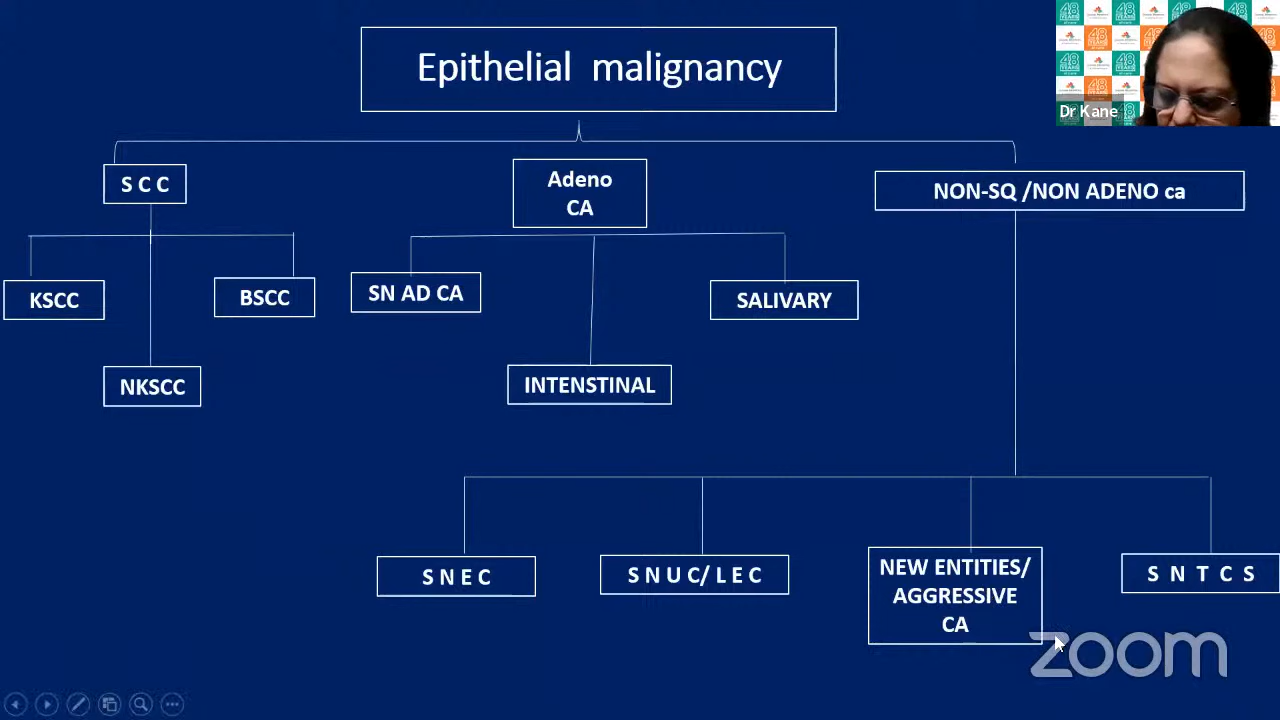 Epithelial malignancy
Dr Kane
S C C
Adeno
CA
NON-SQ /NON ADENO ca
KSCC
BSCC
SN AD CA
SALIVARY
NKSCC
INTENSTINAL
S N E C
S N U C/ L E C
NEW ENTITIES/
AGGRESSIVE
CA
S N T C S
zoom